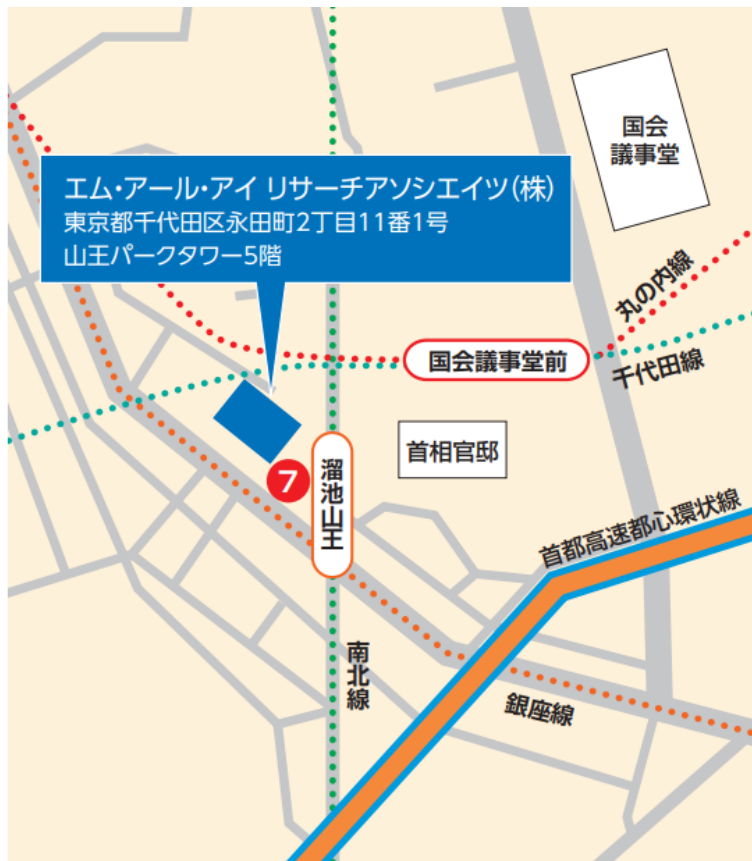 国会
議事堂
エム・アール・アイ リサーチアソシエイツ(株)
東京都千代田区永田町2丁目11番1号
山王パークタワー5階
丸の内線
国会議事堂前
千代田線
首相官邸
7
溜池山王
首都高速都心環状線
南北線
銀座線